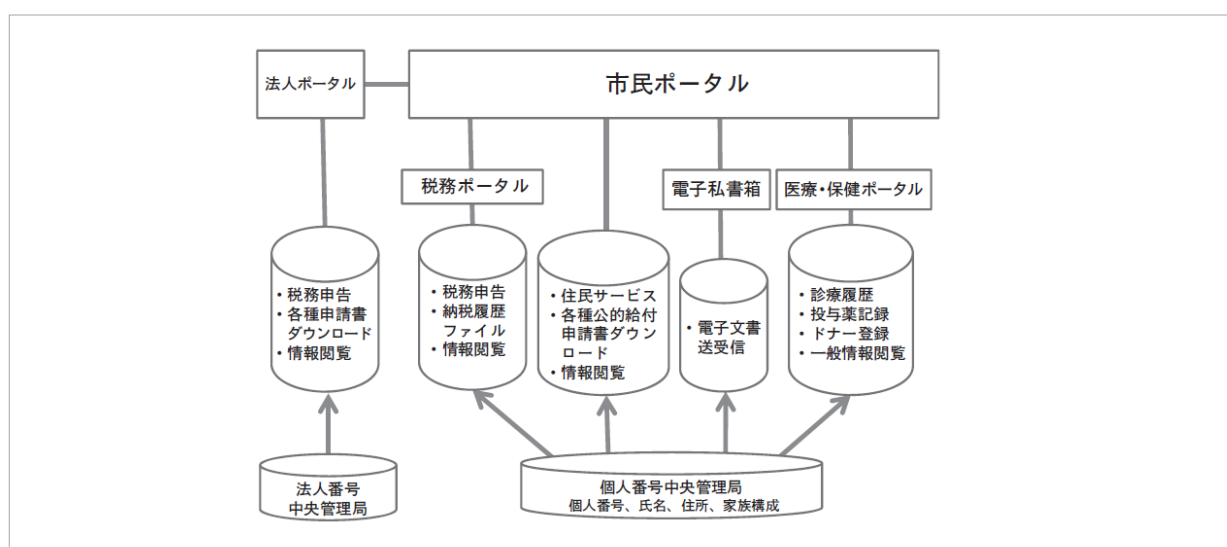 法人ポータル
市民ポータル
税務ポータル
電子私書箱
医療・保健ポータル
・税務申告
・各種申請書
ダウンロード
・情報閲覧
・税務申告
・納税履歴
ファイル
・情報閲覧
・住民サービス
・各種公的給付
申請書ダウン
ロード
・情報閲覧
・電子文書
送受信
・診療履歴
・投与薬記録
・ドナー登録
・一般情報閲覧
法人番号
中央管理局
個人番号中央管理局
個人番号、氏名、住所、家族構成